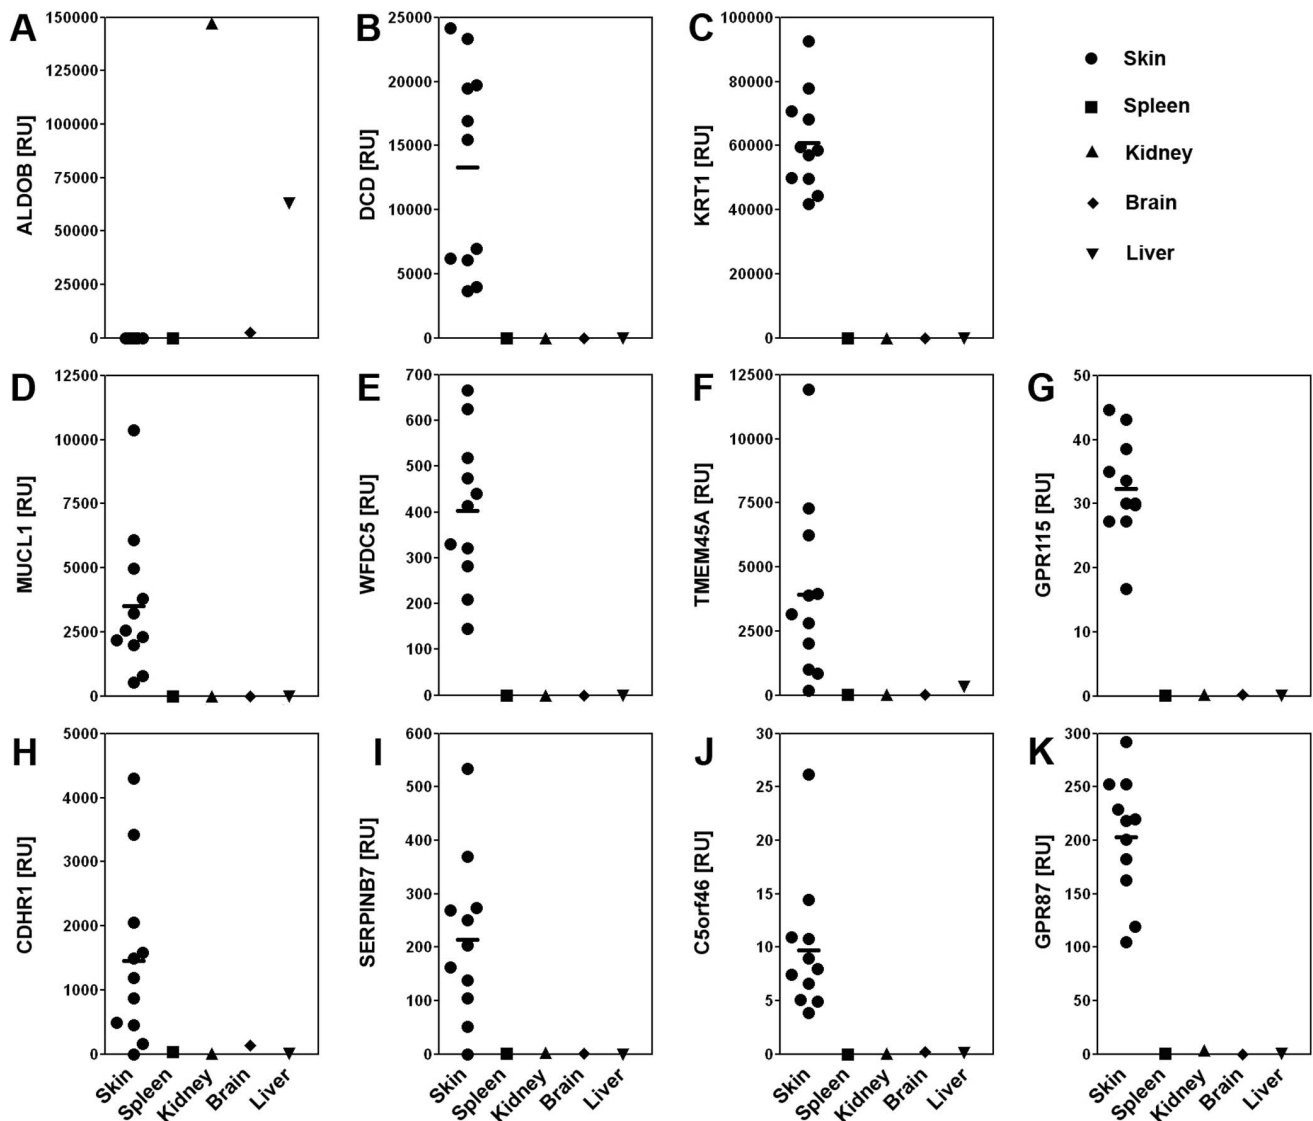 A
ALDOB [RU]
150000
125000
100000
75000
50000
25000
0
B
DCD [RU]
25000
20000
15000
10000
5000
0
C
KRT1 [RU]
100000
80000
60000
40000
20000
0
Skin
Spleen
Kidney
Brain
Liver
D
MUCL1 [RU]
12500
10000
7500
5000
2500
0
E
WFDC5 [RU]
700
600
500
400
300
200
100
0
F
TMEM45A [RU]
12500
10000
7500
5000
2500
0
G
GPR115 [RU]
50
40
30
20
10
0
H
CDHR1 [RU]
5000
4000
3000
2000
1000
0
Skin
Spleen
Kidney
Brain
Liver
I
SERPINB7 [RU]
600
500
400
300
200
100
0
Skin
Spleen
Kidney
Brain
Liver
J
C5orf46 [RU]
30
25
20
15
10
5
0
Skin
Spleen
Kidney
Brain
Liver
K
GPR87 [RU]
300
250
200
150
100
50
0
Skin
Spleen
Kidney
Brain
Liver